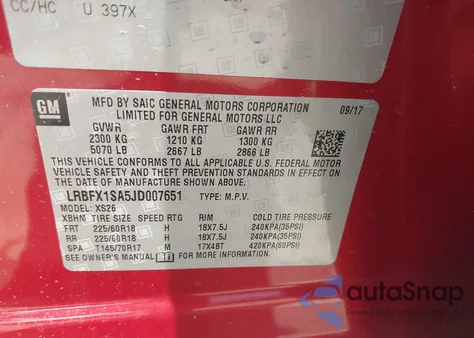 CC/HC U 397X
GM
MFD BY SAIC GENERAL MOTORS CORPORATION
LIMITED FOR GENERAL MOTORS LLC
09/17
GVWR GAWR FRT GAWR RR
2300 KG 1210 KG 1300 KG
5070 LB 2667 LB 2866 LB
THIS VEHICLE CONFORMS TO ALL APPLICABLE U.S. FEDERAL MOTOR
VEHICLE SAFETY AND THEFT PREVENTION STANDARDS IN EFFECT ON
THE DATE OF MANUFACTURE SHOWN ABOVE.
LRBFX1SA5JD007651 TYPE: M.P.V.
MODEL: XS26
XBHM TIRE SIZE SPEED RTG RIM COLD TIRE PRESSURE
FRT 225/60R18 H 18X7.5J 240KPA(35PSI)
RR 225/60R18 H 18X7.5J 240KPA(35PSI)
SPA T145/70R17 M 17X4BT 420KPA(60PSI)
SEE OWNER'S MANUAL FOR MORE INFORMATION.
autoSnap